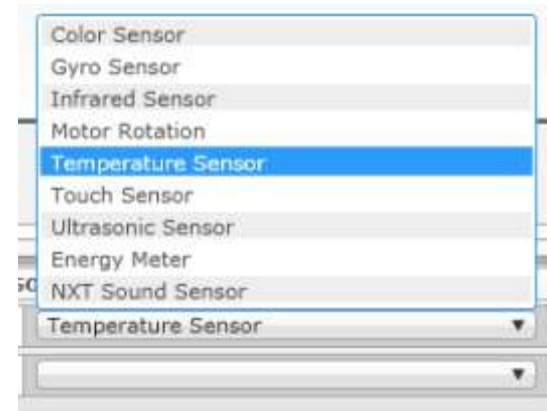 Color Sensor
Gyro Sensor
Infrared Sensor
Motor Rotation
Temperature Sensor
Touch Sensor
Ultrasonic Sensor
Energy Meter
NXT Sound Sensor
Temperature Sensor